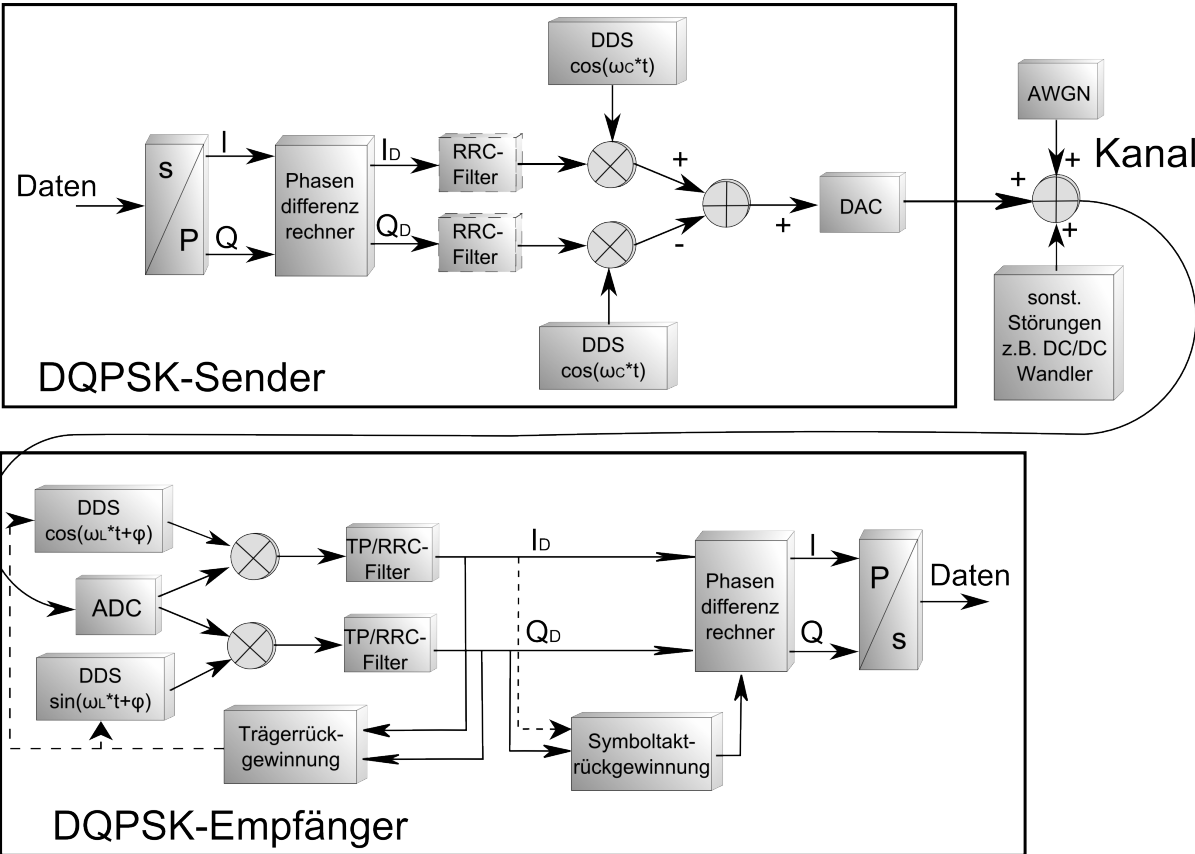 DDS
cos(ωC*t)
AWGN
Kanal
Daten
s
P
I
Q
Phasen
differenz
rechner
ID
QD
RRC-
Filter
RRC-
Filter
+
-
+
DAC
+
+
+
DDS
cos(ωC*t)
sonst.
Störungen
z.B. DC/DC
Wandler
DQPSK-Sender
DDS
cos(ωL*t+φ)
ADC
DDS
sin(ωL*t+φ)
TP/RRC-
Filter
TP/RRC-
Filter
ID
QD
Phasen
differenz
rechner
I
Q
P
s
Daten
Trägerrück-
gewinnung
Symboltakt-
rückgewinnung
DQPSK-Empfänger